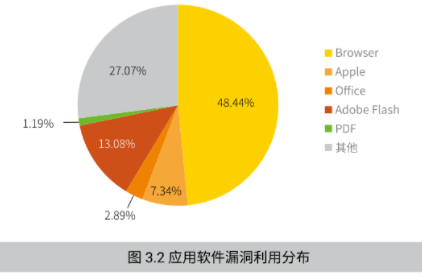 27.07%
48.44%
1.19%
13.08%
7.34%
2.89%
Browser
Apple
Office
Adobe Flash
PDF
其他
图 3.2 应用软件漏洞利用分布